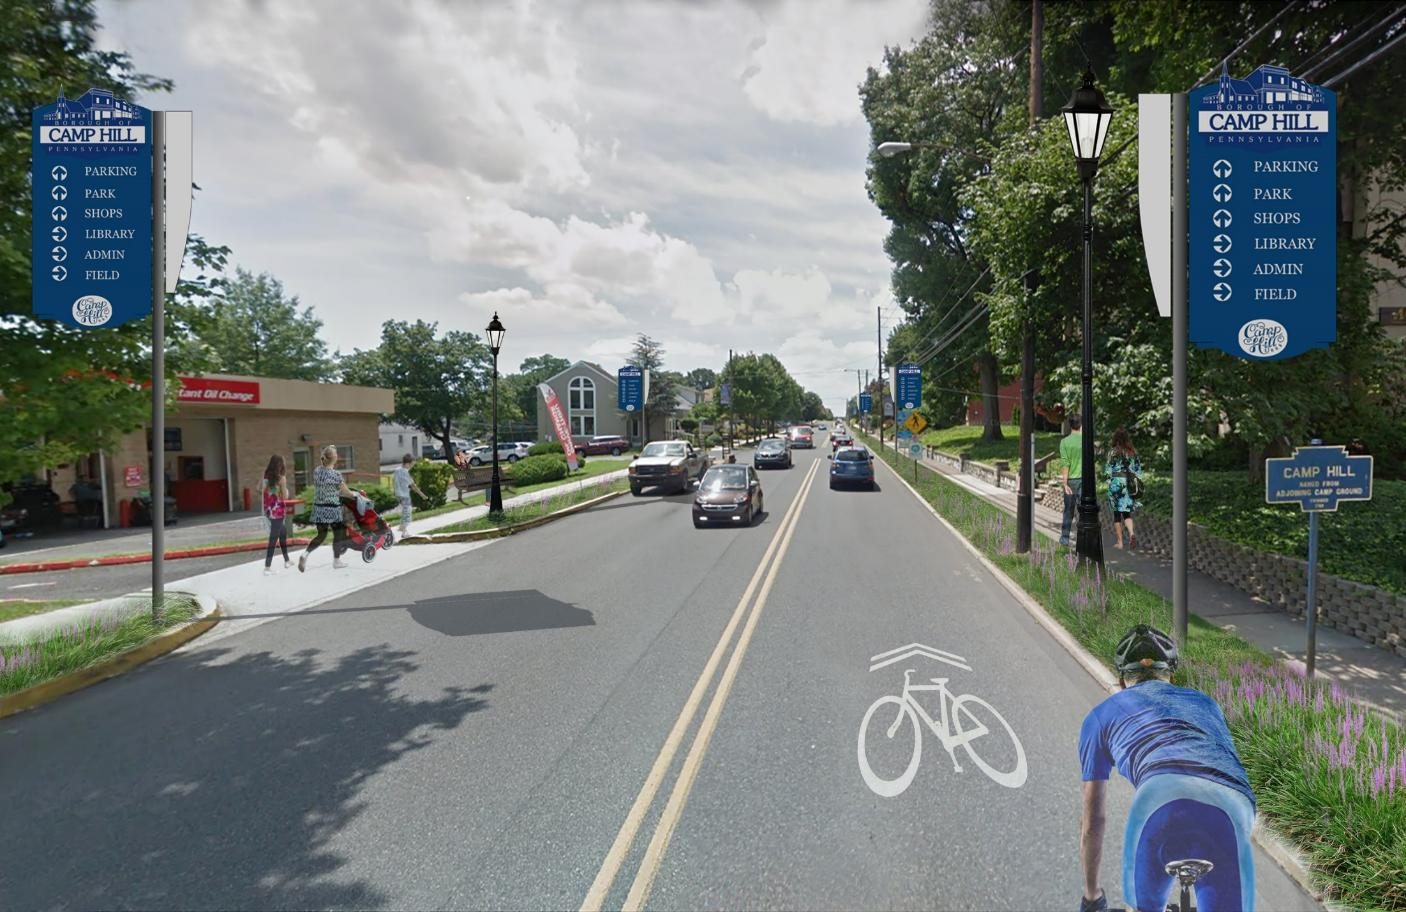 BOROUGH OF
CAMP HILL
PENNSYLVANIA
PARKING
PARK
SHOPS
LIBRARY
ADMIN
FIELD
Camp
Hill
tant Oil Change
BOROUGH OF
CAMP HILL
PENNSYLVANIA
PARKING
PARK
SHOPS
LIBRARY
ADMIN
FIELD
Camp
Hill
CAMP HILL
NAMED FROM
ADJOINING CAMP GROUND